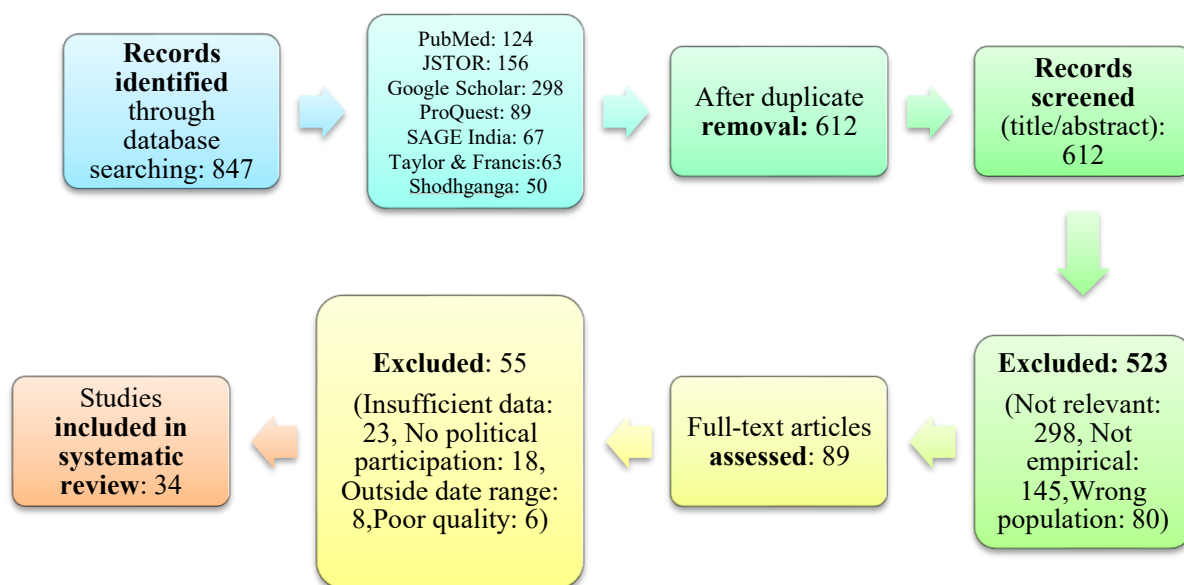 Records
identified
through
database
searching: 847
PubMed: 124
JSTOR: 156
Google Scholar: 298
ProQuest: 89
SAGE India: 67
Taylor & Francis:63
Shodhganga: 50
After duplicate
removal: 612
Records
screened
(title/abstract):
612
Excluded: 523
(Not relevant:
298, Not
empirical:
145,Wrong
population: 80)
Full-text articles
assessed: 89
Excluded: 55
(Insufficient data:
23, No political
participation: 18,
Outside date range:
8,Poor quality: 6)
Studies
included in
systematic
review: 34